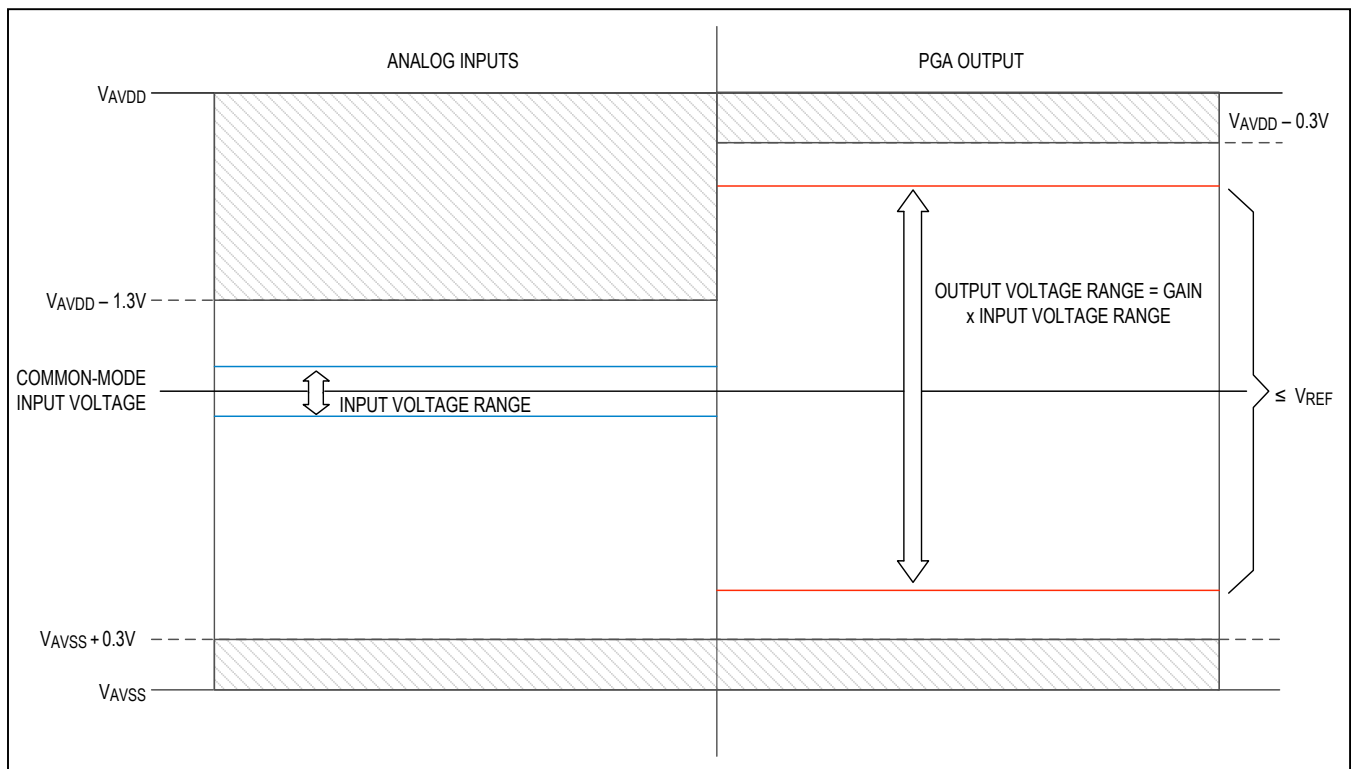 ANALOG INPUTS
PGA OUTPUT
VAVDD
VAVDD – 0.3V
VAVDD – 1.3V
OUTPUT VOLTAGE RANGE = GAIN
x INPUT VOLTAGE RANGE
COMMON-MODE
INPUT VOLTAGE
INPUT VOLTAGE RANGE
≤ VREF
VAVSS + 0.3V
VAVSS